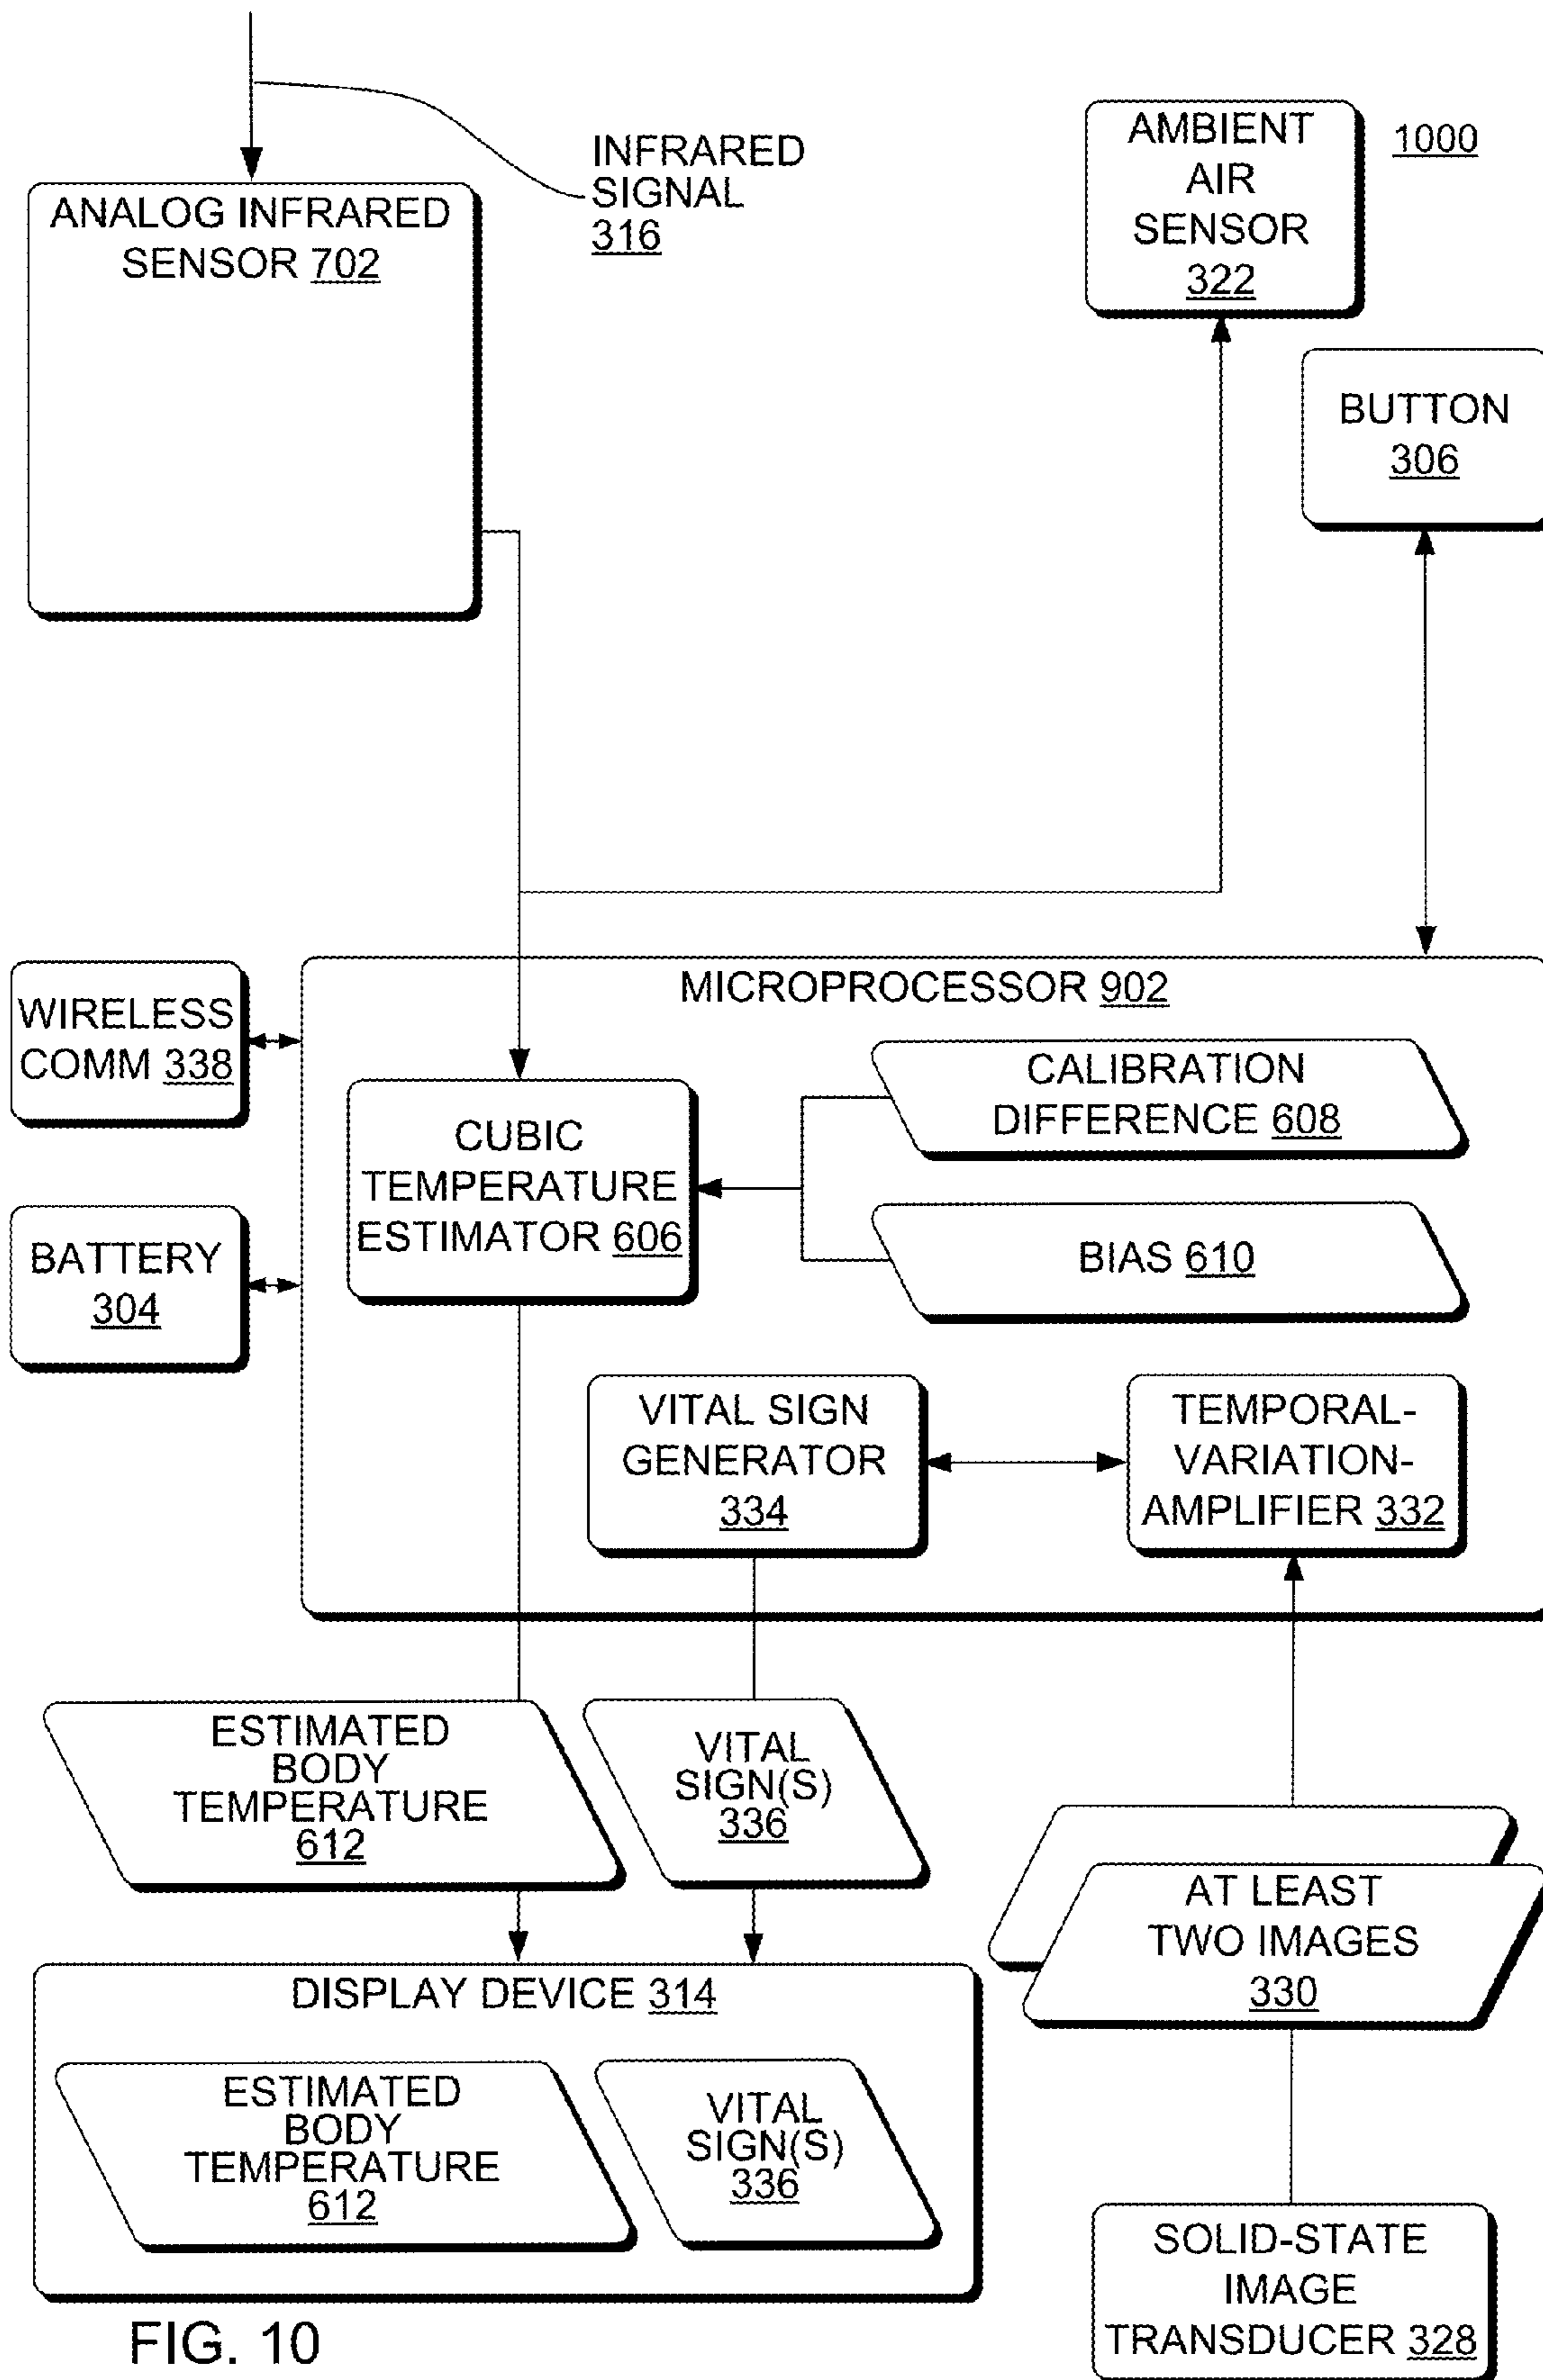 INFRARED
SIGNAL
316
ANALOG INFRARED
SENSOR 702
AMBIENT
AIR
SENSOR
322
1000
BUTTON
306
MICROPROCESSOR 902
WIRELESS
COMM 338
CUBIC
TEMPERATURE
ESTIMATOR 606
CALIBRATION
DIFFERENCE 608
BIAS 610
BATTERY
304
VITAL SIGN
GENERATOR
334
TEMPORAL-
VARIATION-
AMPLIFIER 332
ESTIMATED
BODY
TEMPERATURE
612
VITAL
SIGN(S)
336
AT LEAST
TWO IMAGES
330
DISPLAY DEVICE 314
ESTIMATED
BODY
TEMPERATURE
612
VITAL
SIGN(S)
336
SOLID-STATE
IMAGE
TRANSDUCER 328
FIG. 10